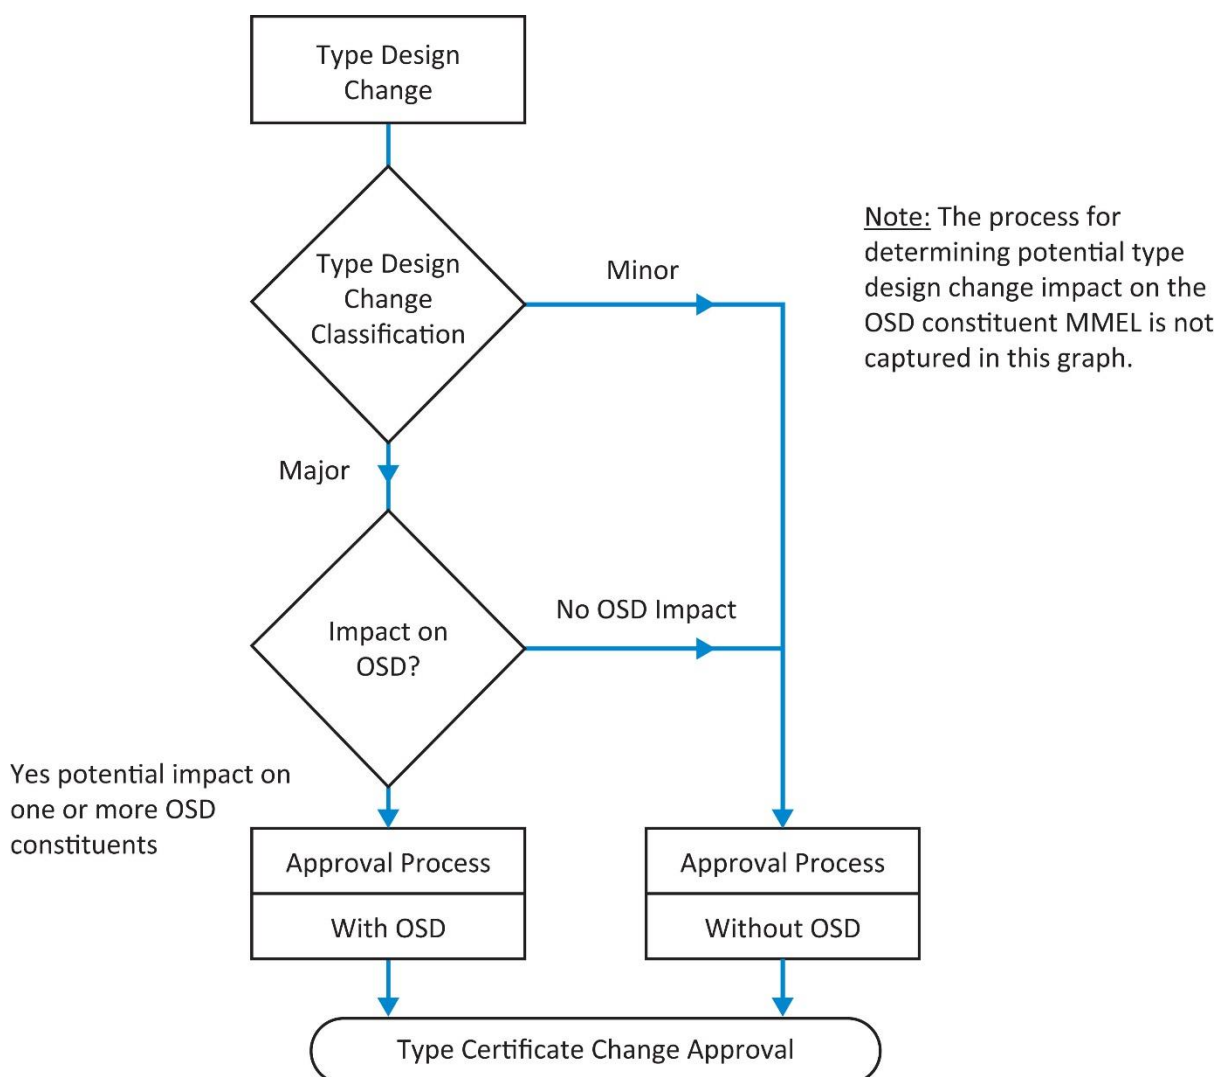 Type Design
Change
Type Design
Change
Classification
Minor
Note: The process for
determining potential type
design change impact on the
OSD constituent MMEL is not
captured in this graph.
Major
Impact on
OSD?
No OSD Impact
Yes potential impact on
one or more OSD
constituents
Approval Process
With OSD
Approval Process
Without OSD
Type Certificate Change Approval